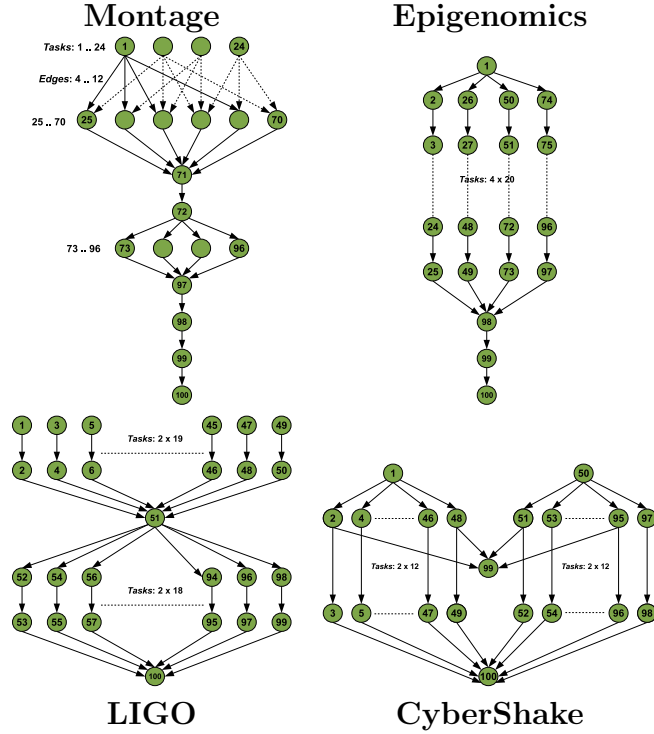 Montage
Tasks: 1 .. 24
1
24
Edges: 4 .. 12
25 .. 70
25
70
71
72
73 .. 96
73
96
97
98
99
100
Epigenomics
1
2 26 50 74
3 27 51 75
Tasks: 4 x 20
24 48 72 96
25 49 73 97
98
99
100
1 3 5 45 47 49
Tasks: 2 x 19
2 4 6 46 48 50
51
52 54 56 94 96 98
Tasks: 2 x 18
53 55 57 95 97 99
100
LIGO
1 50
2 4 46 48 51 53 95 97
99
Tasks: 2 x 12 Tasks: 2 x 12
3 5 47 49 52 54 96 98
100
CyberShake